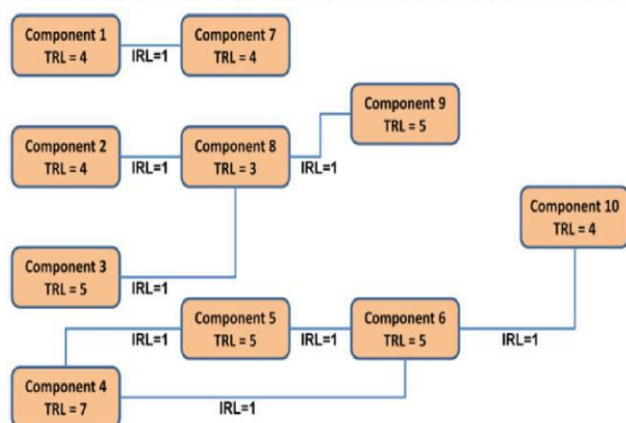 Component 1
TRL = 4
IRL=1
Component 7
TRL = 4
Component 9
TRL = 5
Component 2
TRL = 4
IRL=1
Component 8
TRL = 3
IRL=1
Component 10
TRL = 4
Component 3
TRL = 5
IRL=1
Component 5
TRL = 5
IRL=1
IRL=1
Component 6
TRL = 5
IRL=1
Component 4
TRL = 7
IRL=1